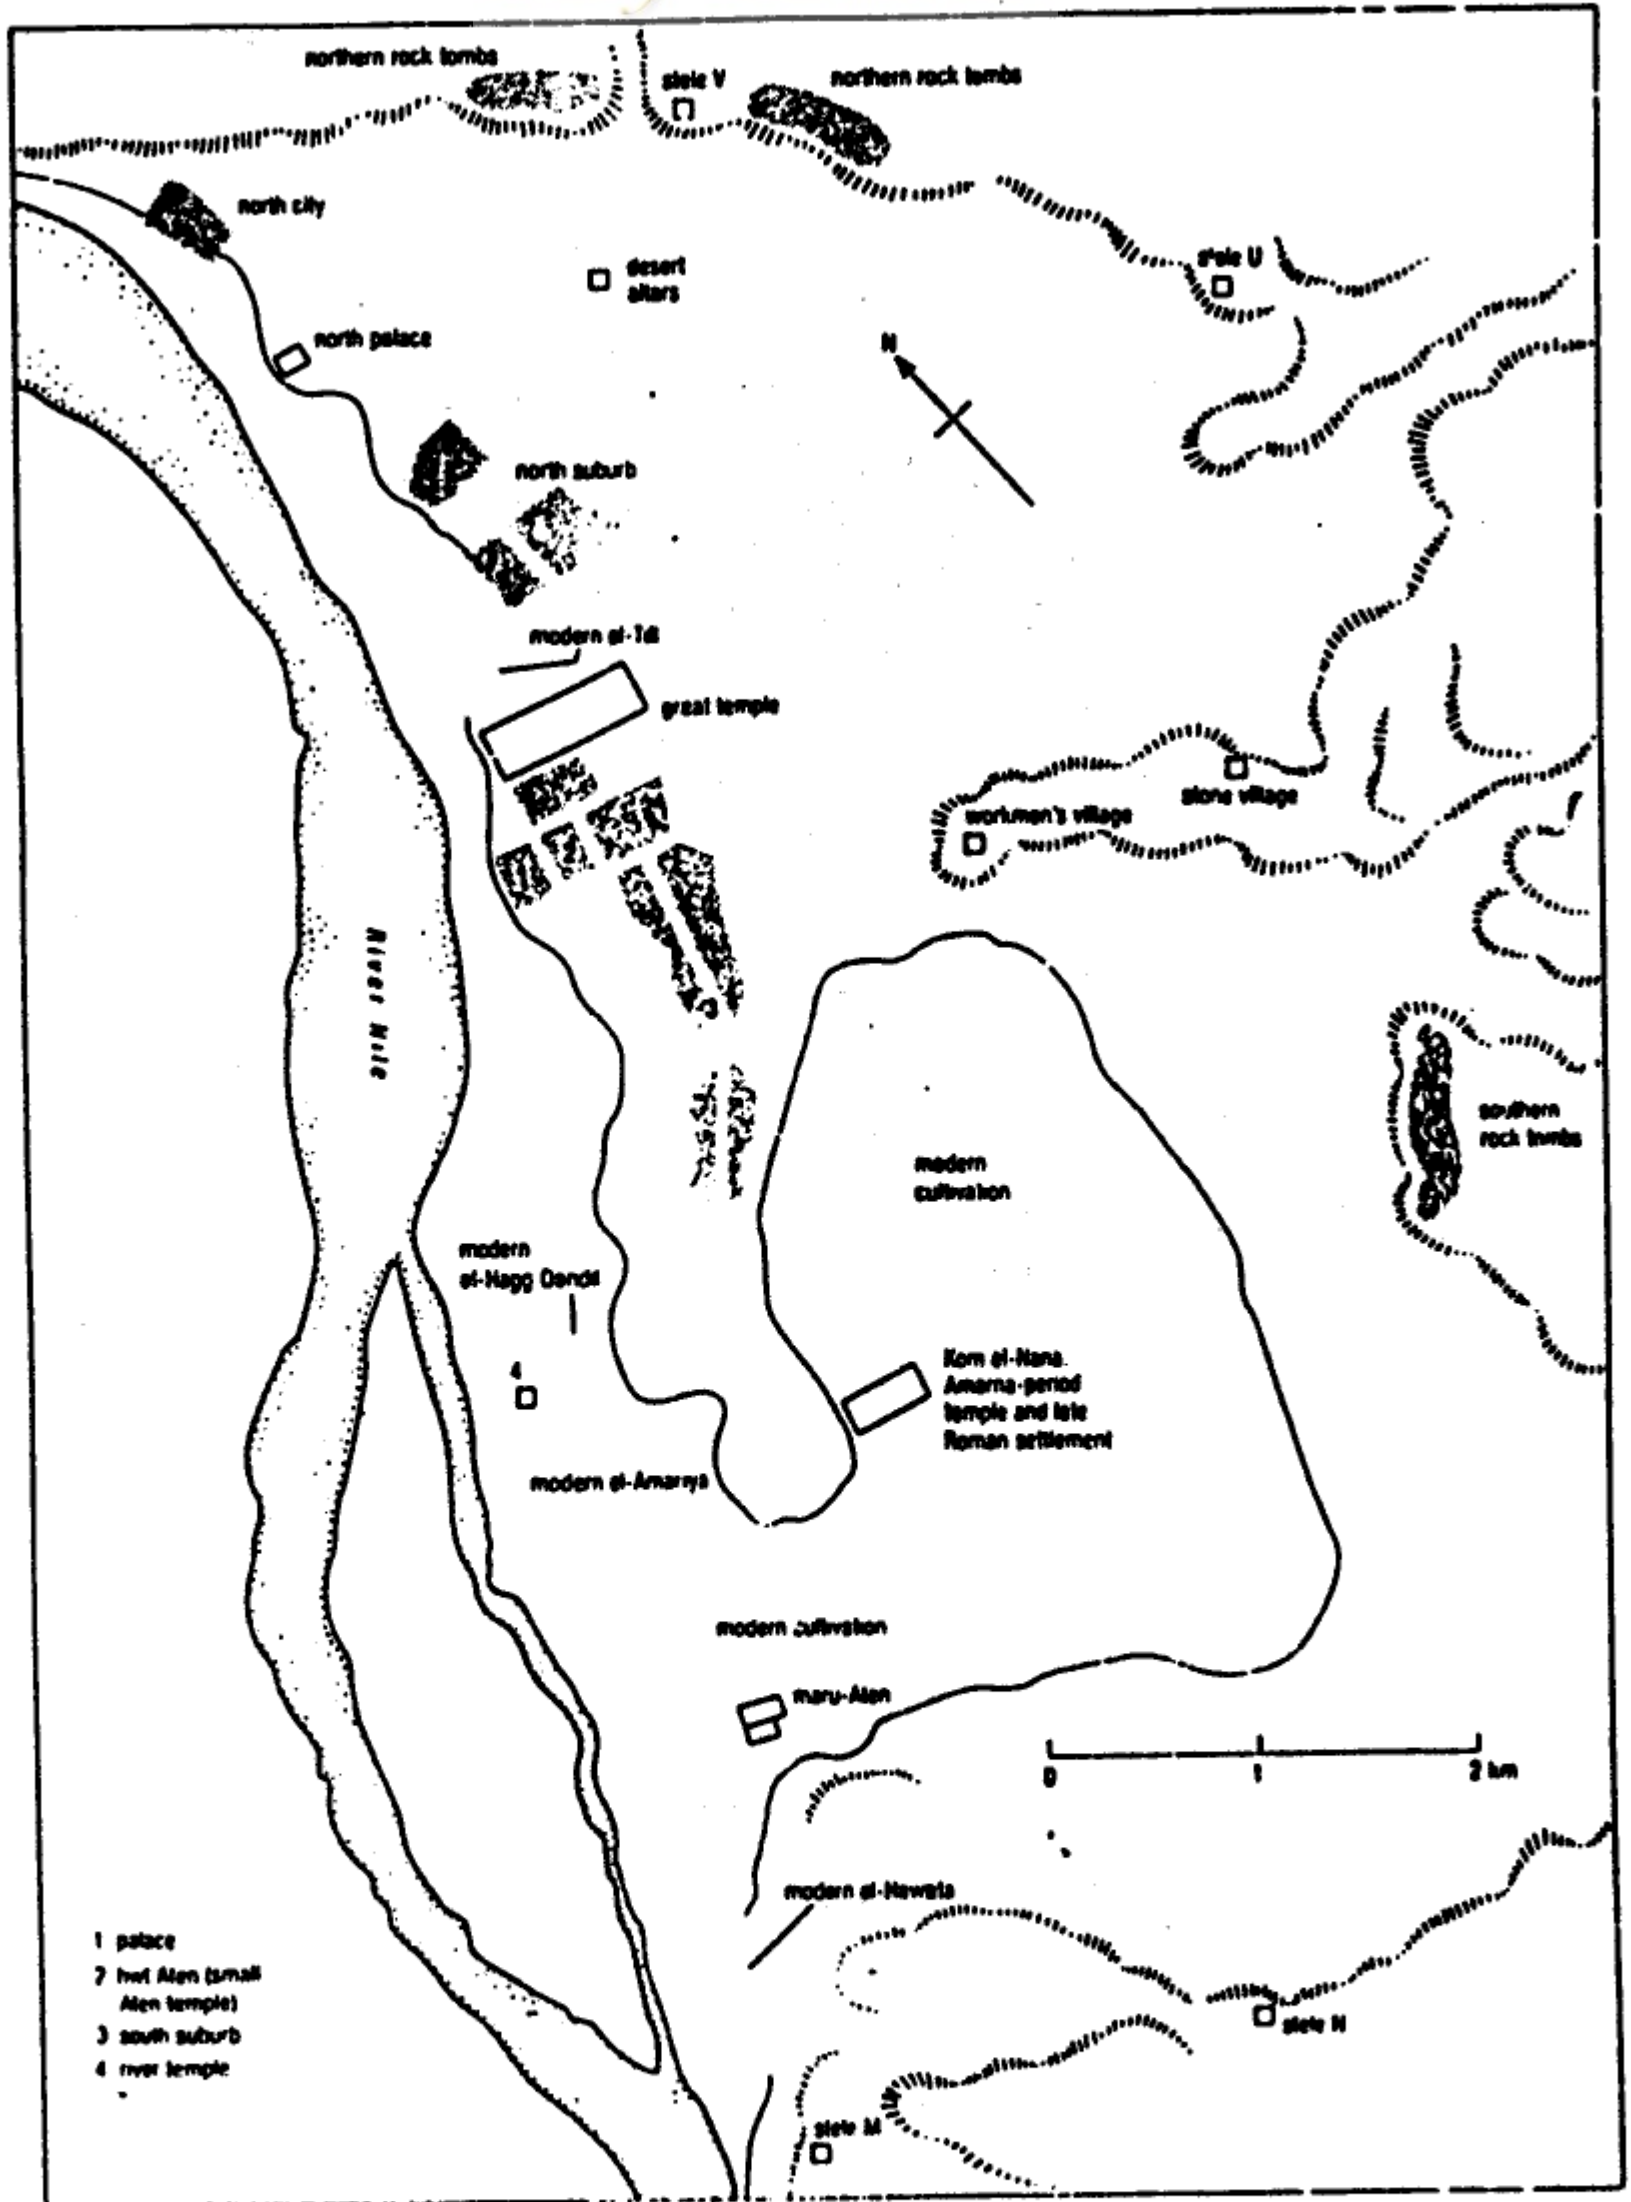 northern rock tombs
stele V
northern rock tombs
north city
desert
altars
stele U
north palace
N
north suburb
modern el-Till
great temple
stone village
workmen's village
River Nile
3
southern
rock tombs
modern
cultivation
modern
el-Hagg Qandil
4
Kom el-Nana
Amarna-period
temple and late
Roman settlement
modern el-Amariya
modern cultivation
maru-Aten
0 1 2 km
modern el-Hawata
1 palace
2 hwt Aten (small
Aten temple)
3 south suburb
4 river temple
stele N
stele M